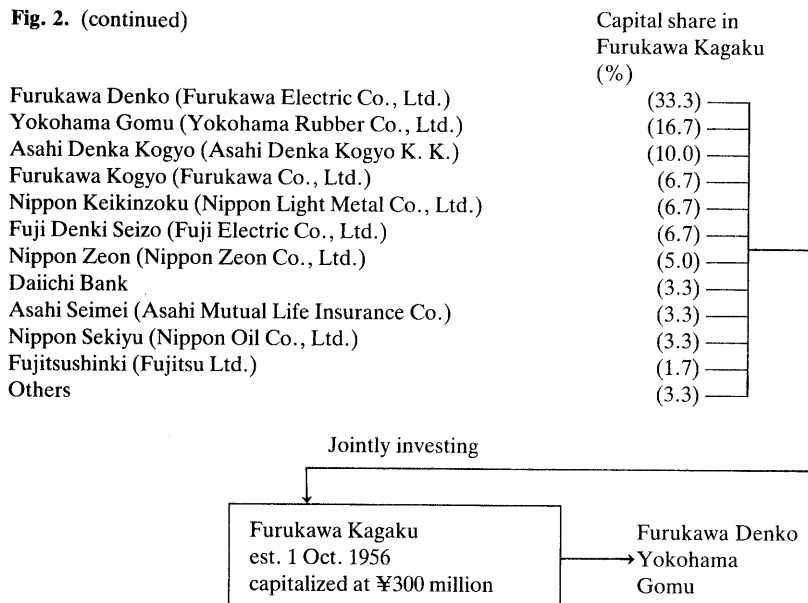 Fig. 2. (continued)
Capital share in
Furukawa Kagaku
(%)
Furukawa Denko (Furukawa Electric Co., Ltd.) (33.3)
Yokohama Gomu (Yokohama Rubber Co., Ltd.) (16.7)
Asahi Denka Kogyo (Asahi Denka Kogyo K. K.) (10.0)
Furukawa Kogyo (Furukawa Co., Ltd.) (6.7)
Nippon Keikinzoku (Nippon Light Metal Co., Ltd.) (6.7)
Fuji Denki Seizo (Fuji Electric Co., Ltd.) (6.7)
Nippon Zeon (Nippon Zeon Co., Ltd.) (5.0)
Daiichi Bank (3.3)
Asahi Seimei (Asahi Mutual Life Insurance Co.) (3.3)
Nippon Sekiyu (Nippon Oil Co., Ltd.) (3.3)
Fujitsushinki (Fujitsu Ltd.) (1.7)
Others (3.3)
Jointly investing
Furukawa Kagaku
est. 1 Oct. 1956
capitalized at ¥300 million
Furukawa Denko
Yokohama
Gomu